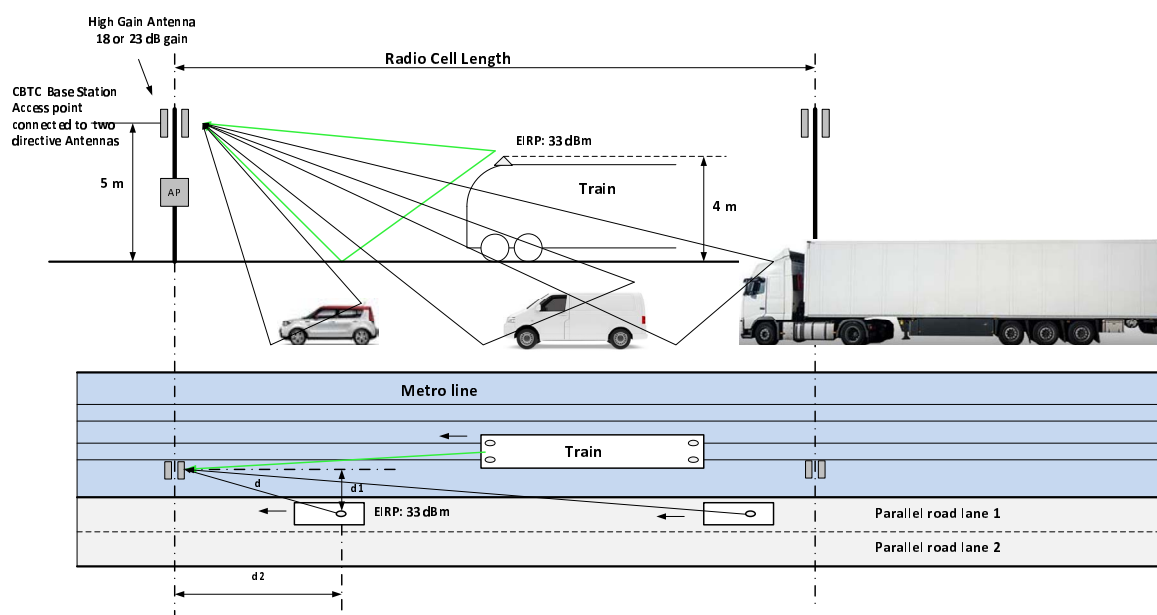 High Gain Antenna
18 or 23 dB gain
Radio Cell Length
CBTC Base Station
Access point
connected to two
directive Antennas
EIRP: 33 dBm
5 m
AP
Train
4 m
Metro line
Train
d
d1
EIRP: 33 dBm
Parallel road lane 1
Parallel road lane 2
d2